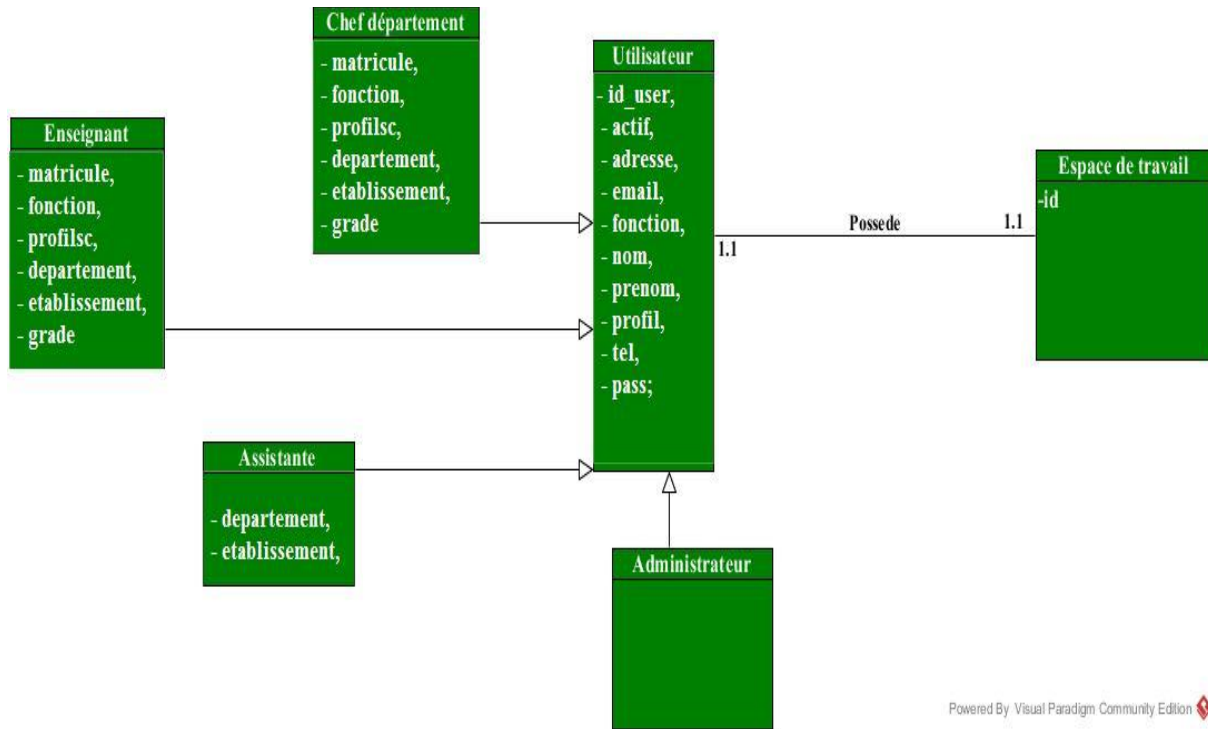 Chef département
- matricule,
- fonction,
- profilsc,
- departement,
- etablissement,
- grade
Utilisateur
- id_user,
- actif,
- adresse,
- email,
- fonction,
- nom,
- prenom,
- profil,
- tel,
- pass;
Enseignant
- matricule,
- fonction,
- profilsc,
- departement,
- etablissement,
- grade
Espace de travail
-id
Possede
1.1
1.1
Assistante
- departement,
- etablissement,
Administrateur
Powered By Visual Paradigm Community Edition